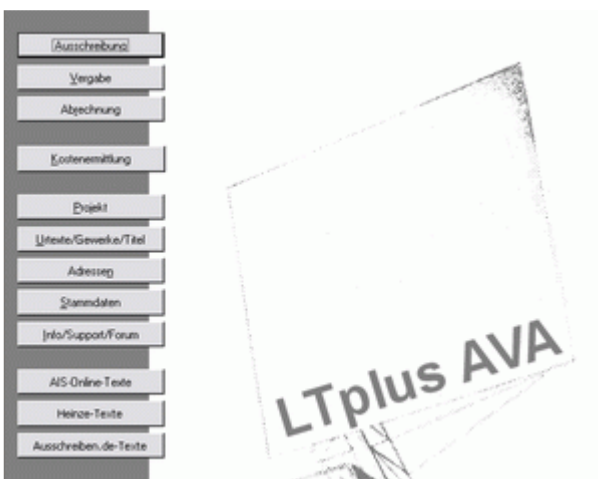 Ausschreibung
Vergabe
Abrechnung
Kostenermittlung
Projekt
Urtexte/Gewerke/Titel
Adressen
Stammdaten
Info/Support/Forum
AIS-Online-Texte
Heinze-Texte
Ausschreiben.de-Texte
LTplus AVA